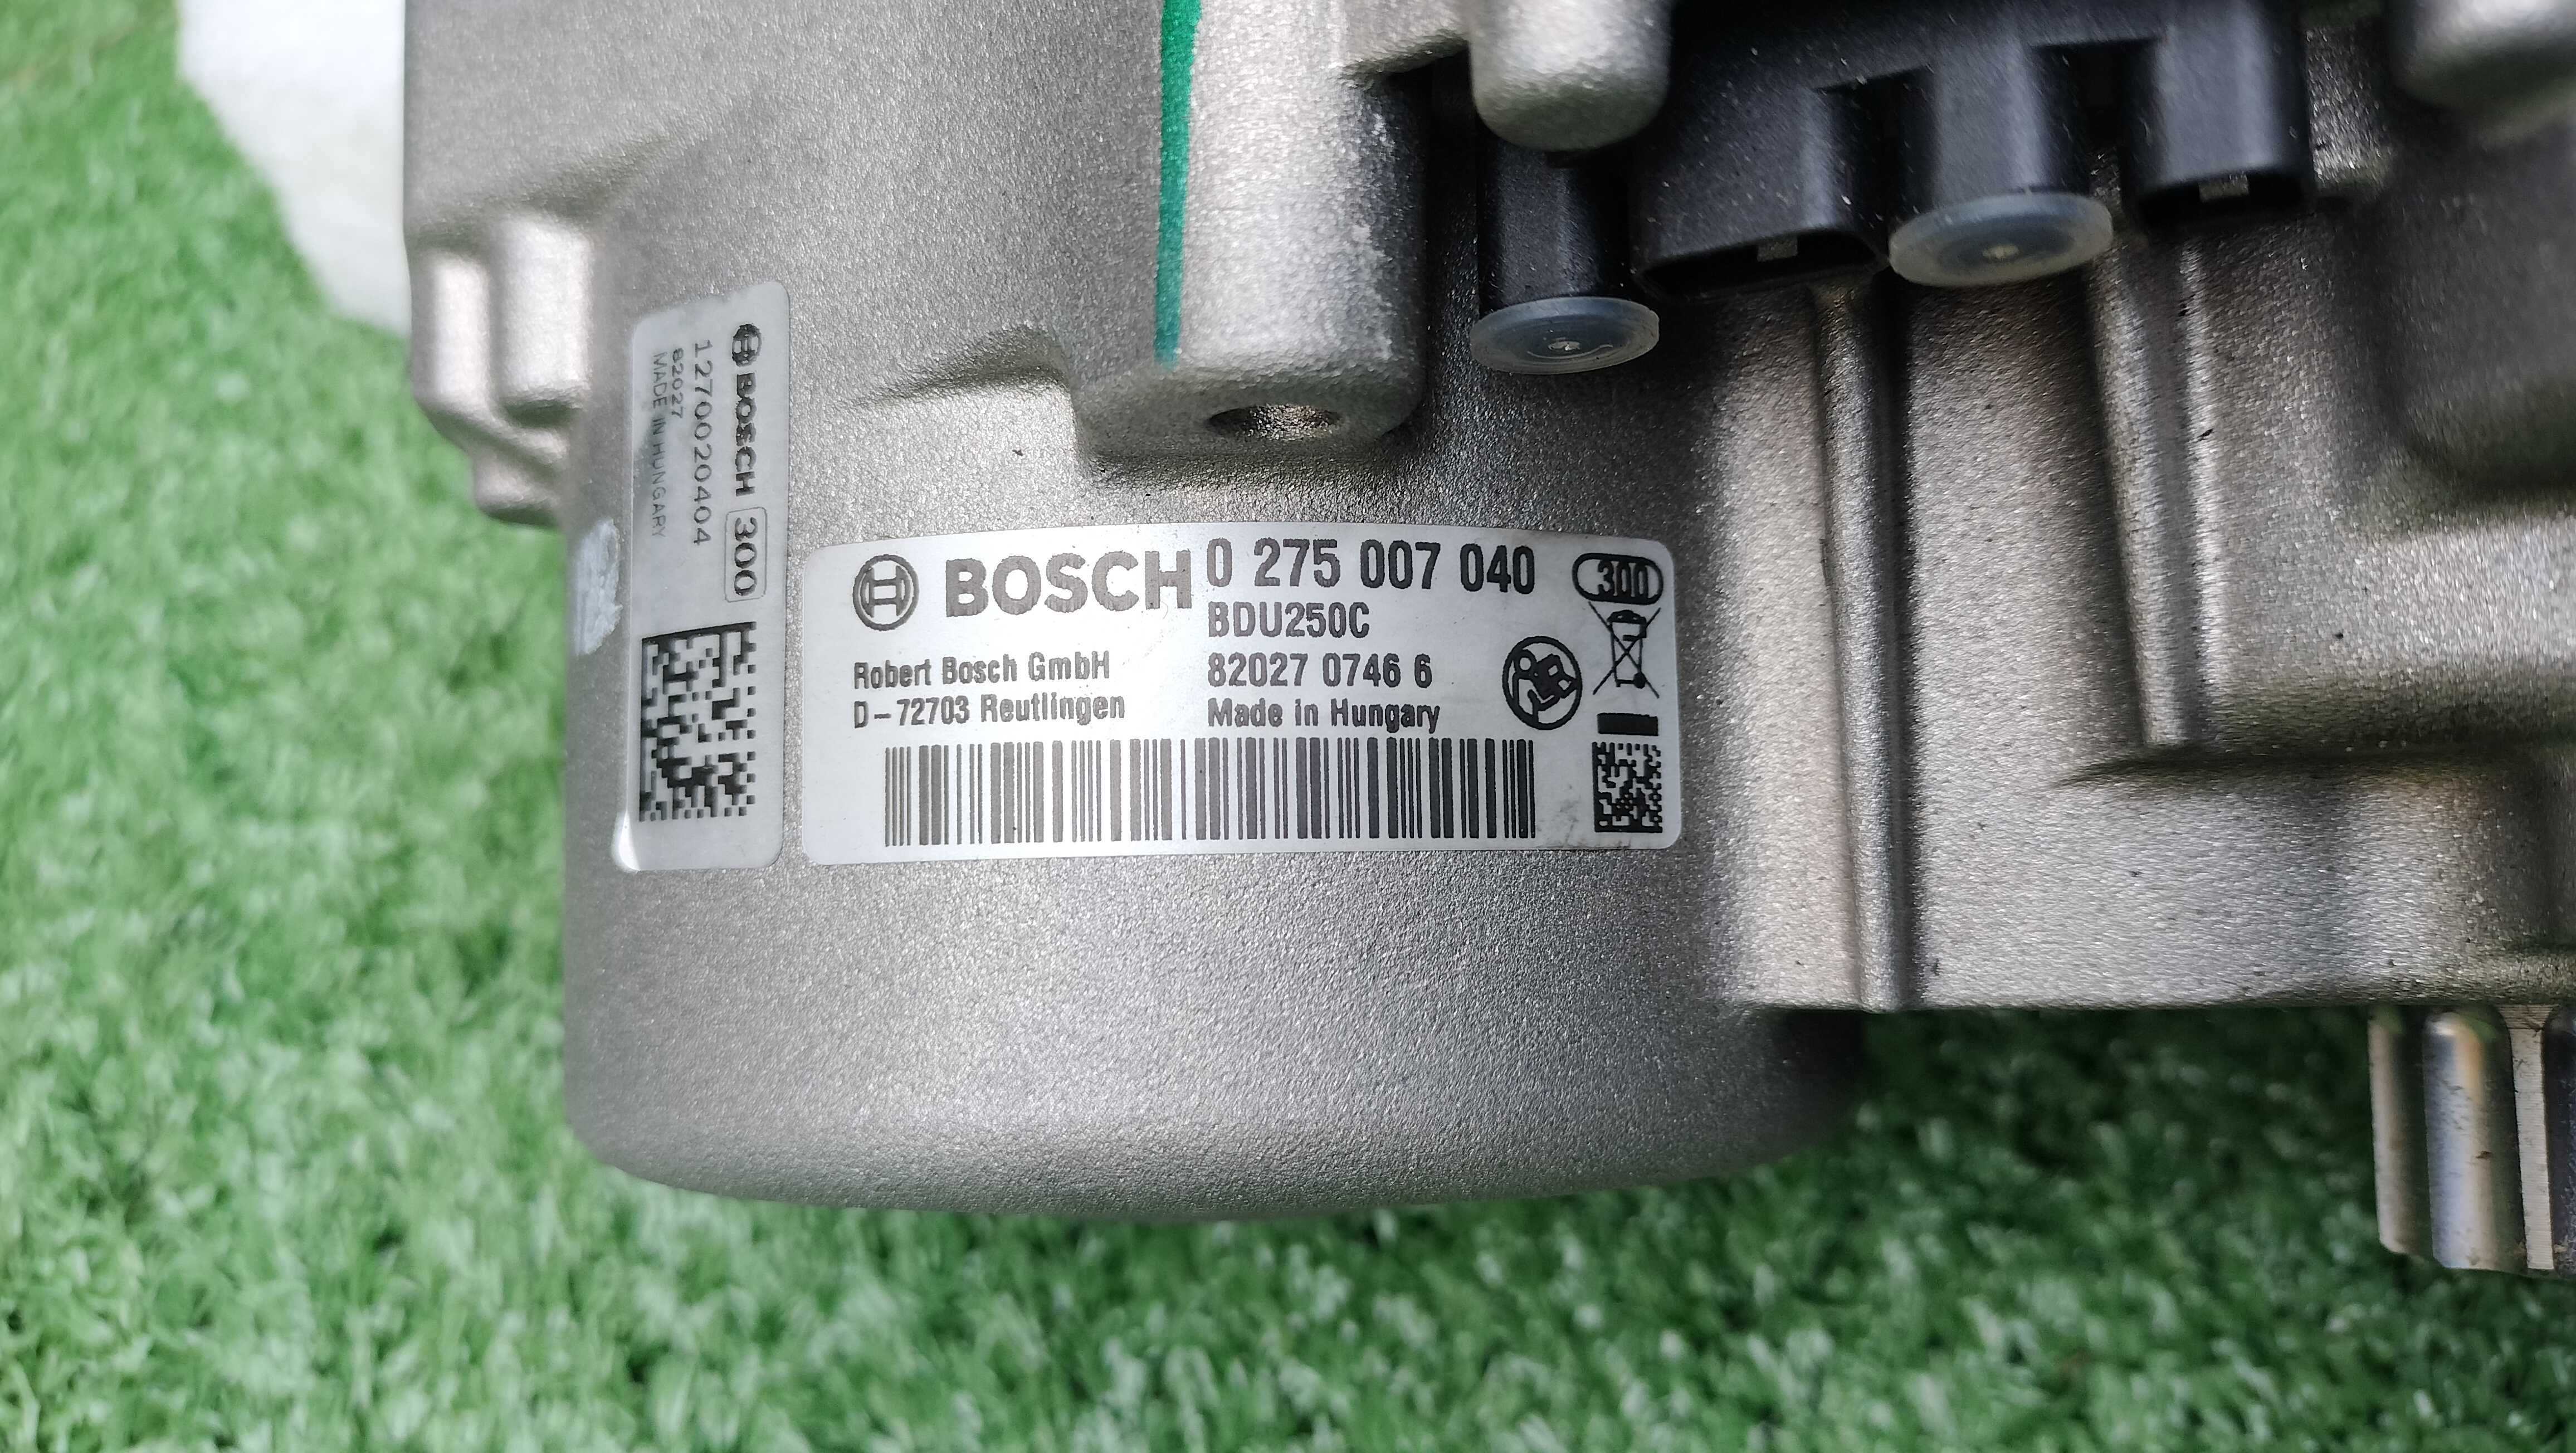 BOSCH 300
1270020404
82027
MADE IN HUNGARY
BOSCH 0 275 007 040 300
BDU250C
Robert Bosch GmbH 82027 0746 6
D-72703 Reutlingen Made in Hungary